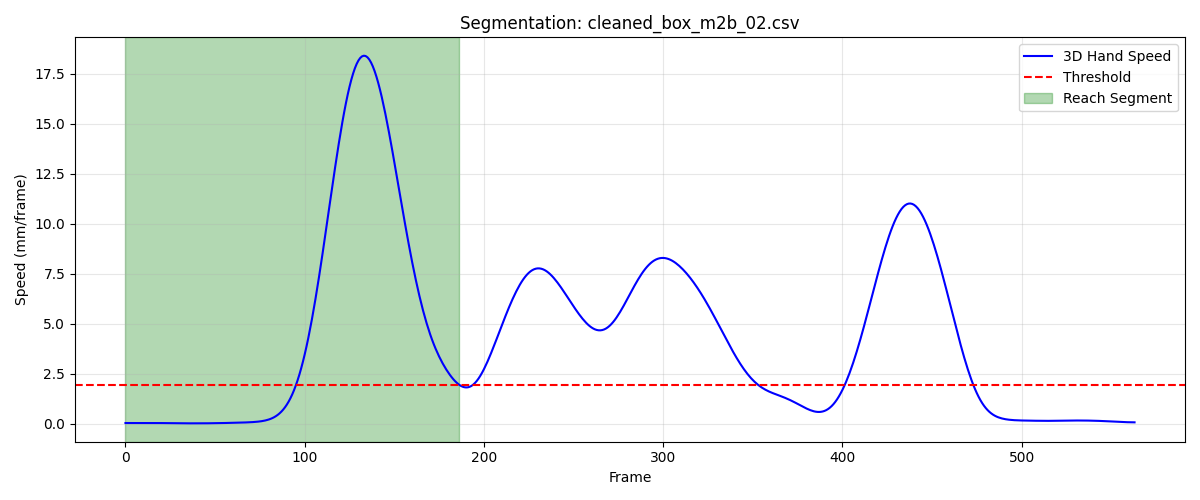 Segmentation: cleaned_box_m2b_02.csv
3D Hand Speed
Threshold
Reach Segment
Speed (mm/frame)
17.5
15.0
12.5
10.0
7.5
5.0
2.5
0.0
0 100 200 300 400 500
Frame